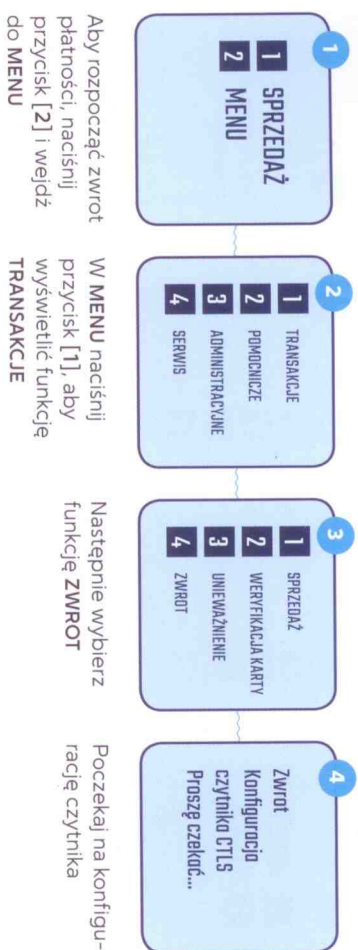 1
1 SPRZEDAŻ
2 MENU
Aby rozpocząć zwrot
płatności, naciśnij
przycisk [2] i wejdź
do MENU
2
1 TRANSAKCJE
2 POMOCNICZE
3 ADMINISTRACYJNE
4 SERWIS
W MENU naciśnij
przycisk [1], aby
wyświetlić funkcję
TRANSAKCJE
3
1 SPRZEDAŻ
2 WERYFIKACJA KARTY
3 UNIEWAŻNIENIE
4 ZWROT
Następnie wybierz
funkcję ZWROT
4
Zwrot
Konfiguracja
czytnika CTLS
Proszę czekać...
Poczekaj na konfigu-
rację czytnika